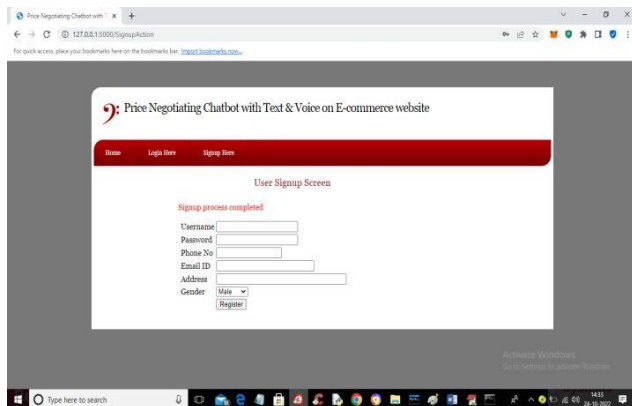 Price Negotiating Chatbot with T
127.0.0.1:5000/SignupAction
For quick access, place your bookmarks here on the bookmarks bar. Import bookmarks now...
Price Negotiating Chatbot with Text & Voice on E-commerce website
Home Login Here Signup Here
User Signup Screen
Signup process completed
Username
Password
Phone No
Email ID
Address
Gender Male
Register
Activate Windows
Go to Settings to activate Windows.
Type here to search
14:33
24-10-2022